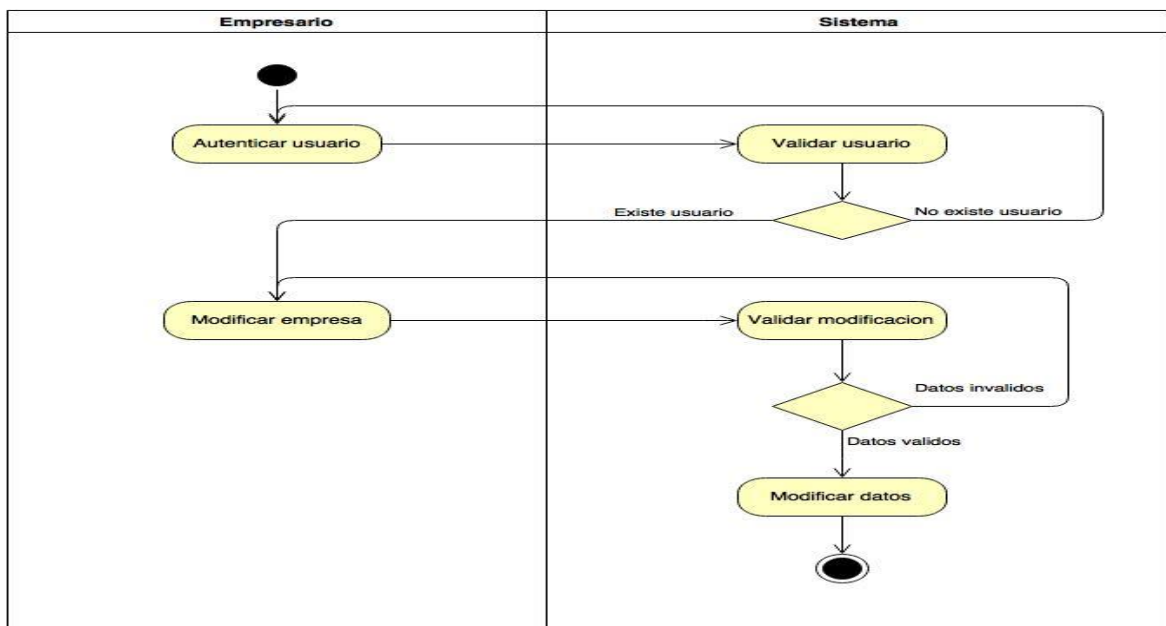 Empresario
Sistema
Autenticar usuario
Validar usuario
Existe usuario
No existe usuario
Modificar empresa
Validar modificacion
Datos invalidos
Datos validos
Modificar datos